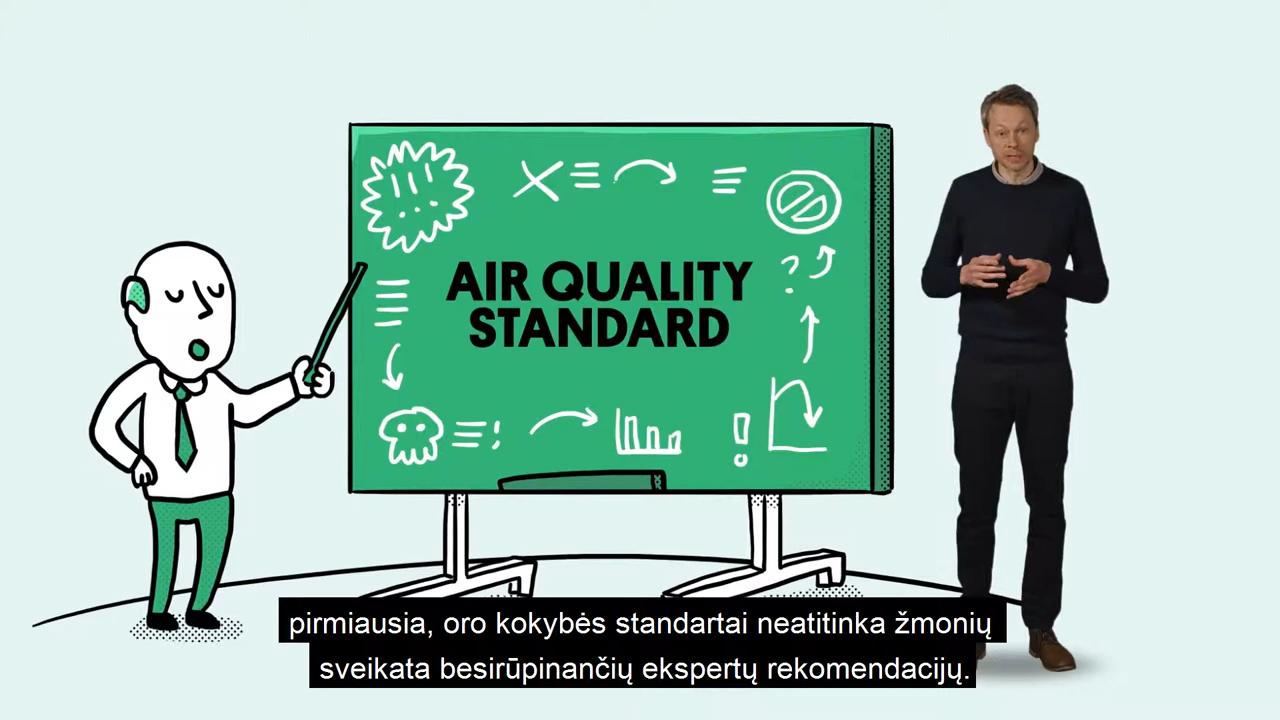 AIR QUALITY
STANDARD
pirmiausia, oro kokybės standartai neatitinka žmonių
sveikata besirūpinančių ekspertų rekomendacijų.